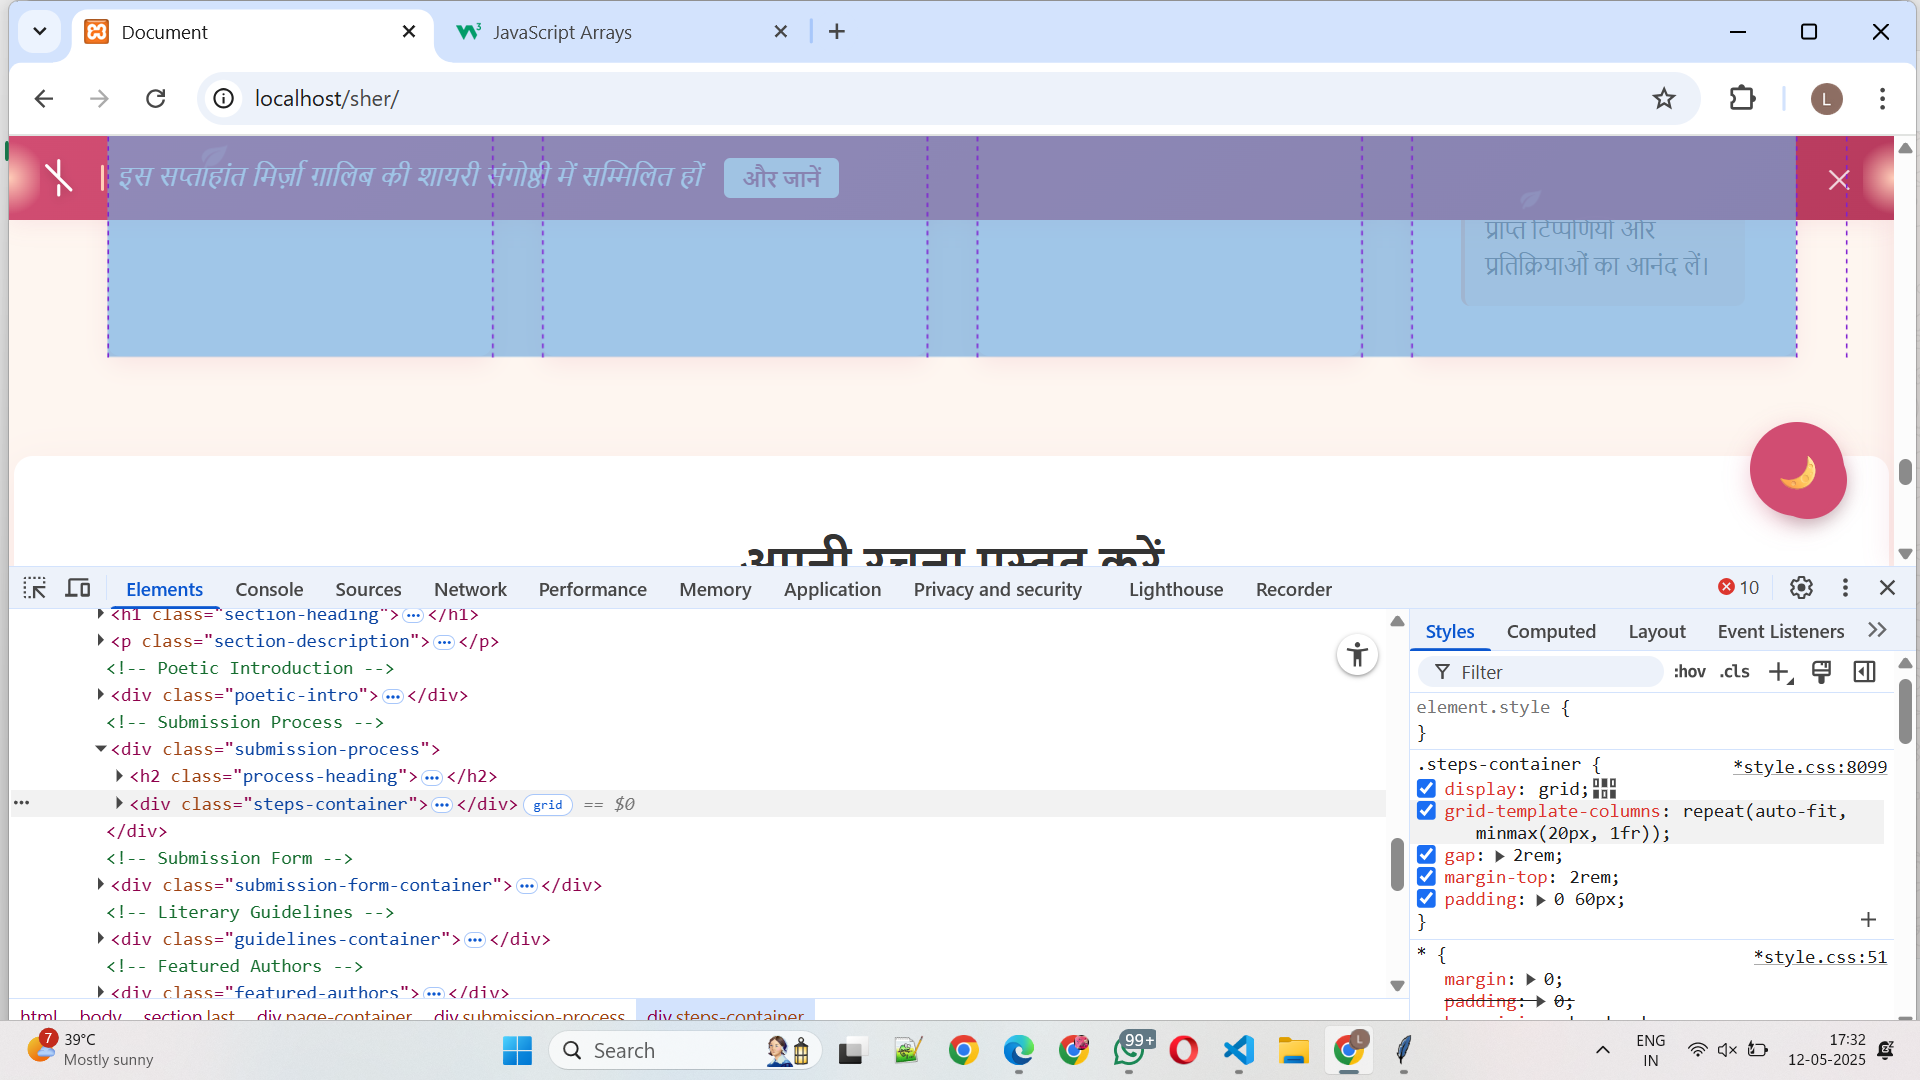 Document
JavaScript Arrays
localhost/sher/
L
इस सप्ताहांत मिर्ज़ा ग़ालिब की शायरी संगोष्ठी में सम्मिलित हों
और जानें
प्राप्त टिप्पणियों और
प्रतिक्रियाओं का आनंद लें।
अपनी रचना प्रस्तुत करें
Elements Console Sources Network Performance Memory Application Privacy and security Lighthouse Recorder
10
<h1 class="section-heading"> ••• </h1>
<p class="section-description"> ••• </p>
<!-- Poetic Introduction -->
<div class="poetic-intro"> ••• </div>
<!-- Submission Process -->
<div class="submission-process">
<h2 class="process-heading"> ••• </h2>
<div class="steps-container"> ••• </div> grid == $0
</div>
<!-- Submission Form -->
<div class="submission-form-container"> ••• </div>
<!-- Literary Guidelines -->
<div class="guidelines-container"> ••• </div>
<!-- Featured Authors -->
<div class="featured-authors"> ••• </div>
html body section.last div.page-container div.submission-process div.steps-container
Styles Computed Layout Event Listeners
Filter
:hov .cls
element.style {
}
.steps-container { *style.css:8099
display: grid;
grid-template-columns: repeat(auto-fit,
minmax(20px, 1fr));
gap: 2rem;
margin-top: 2rem;
padding: 0 60px;
}
* { *style.css:51
margin: 0;
padding: 0;
7
39°C
Mostly sunny
Search
99+
L
ENG
IN
17:32
12-05-2025